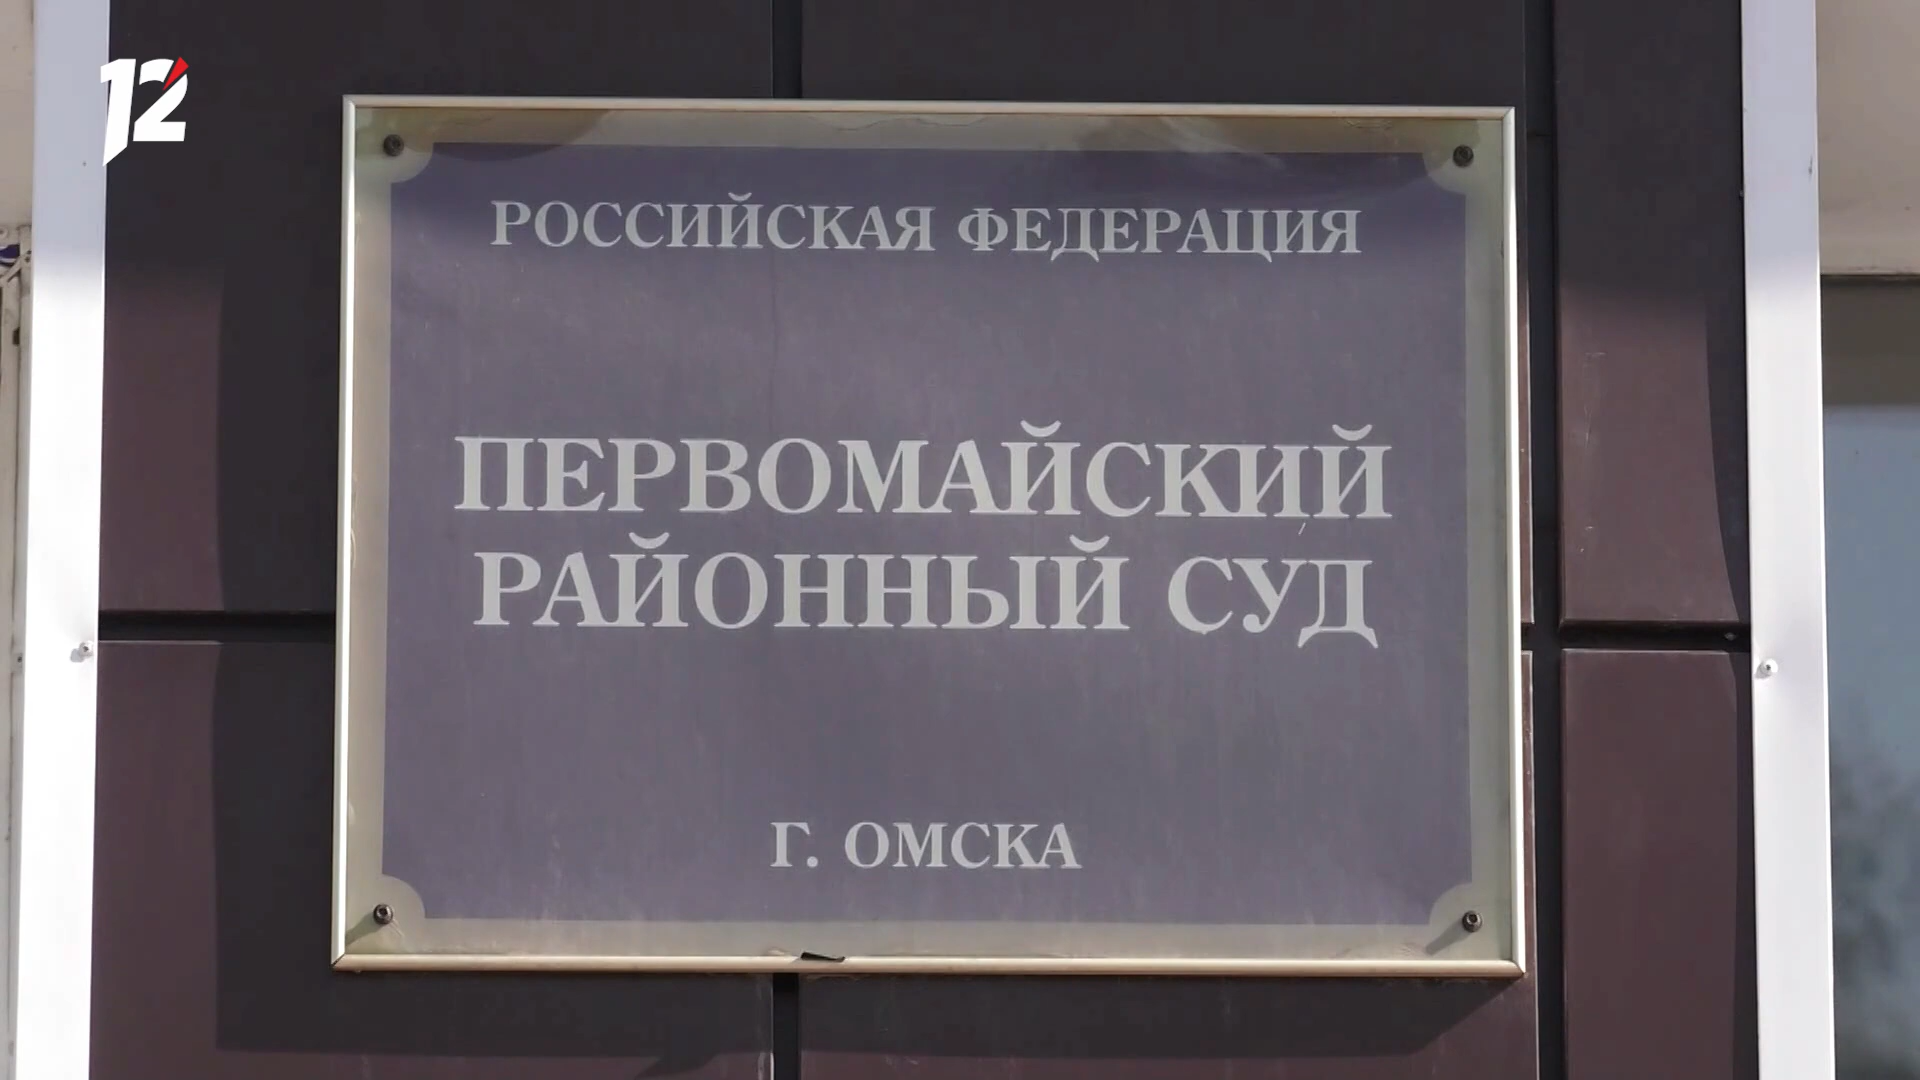 12
РОССИЙСКАЯ ФЕДЕРАЦИЯ
ПЕРВОМАЙСКИЙ
РАЙОННЫЙ СУД
Г. ОМСКА